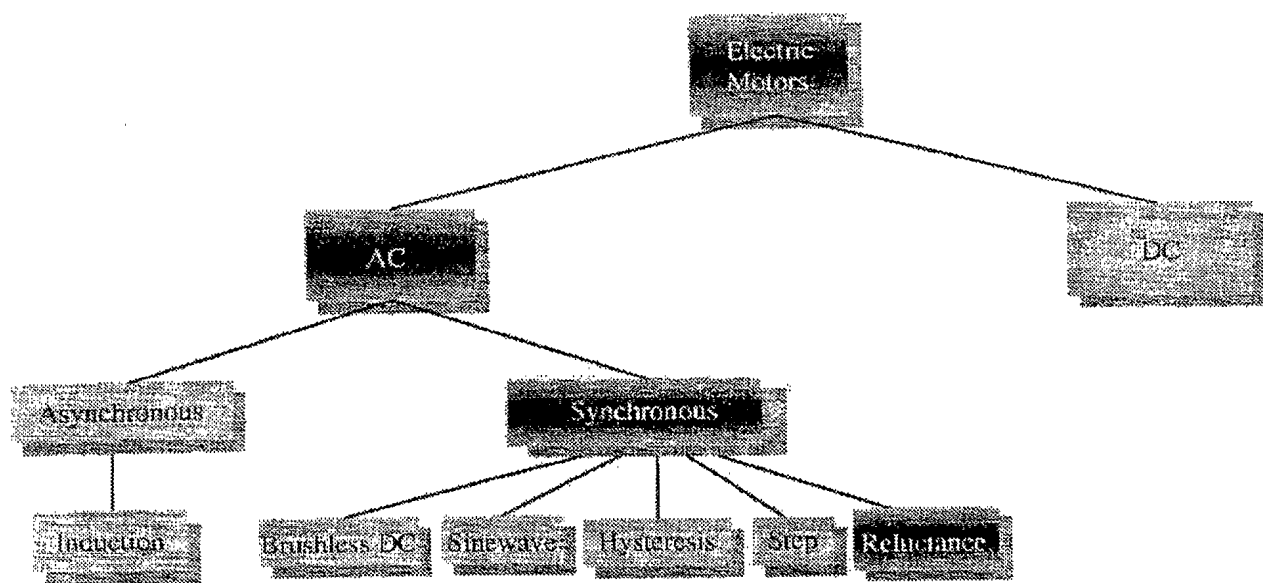 Electric
Motors
AC
DC
Asynchronous
Synchronous
Induction
Brushless DC
Sinewave
Hysteresis
Step
Reluctance